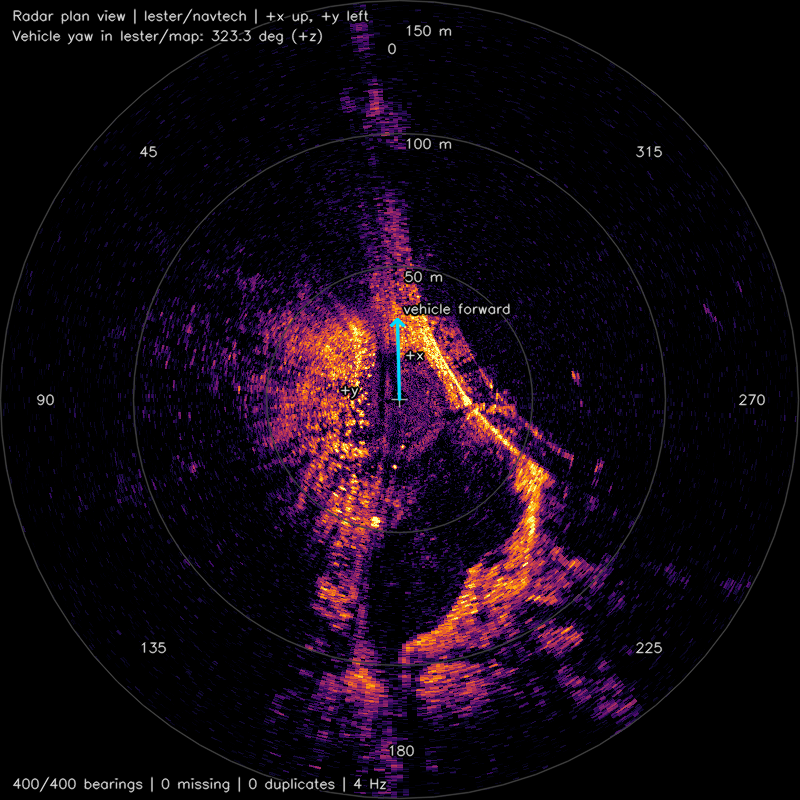 Radar plan view | lester/navtech | +x up, +y left
Vehicle yaw in lester/map: 323.3 deg (+z)
150 m
0
45
315
100 m
50 m
vehicle forward
+x
+y
90
270
135
225
180
400/400 bearings | 0 missing | 0 duplicates | 4 Hz